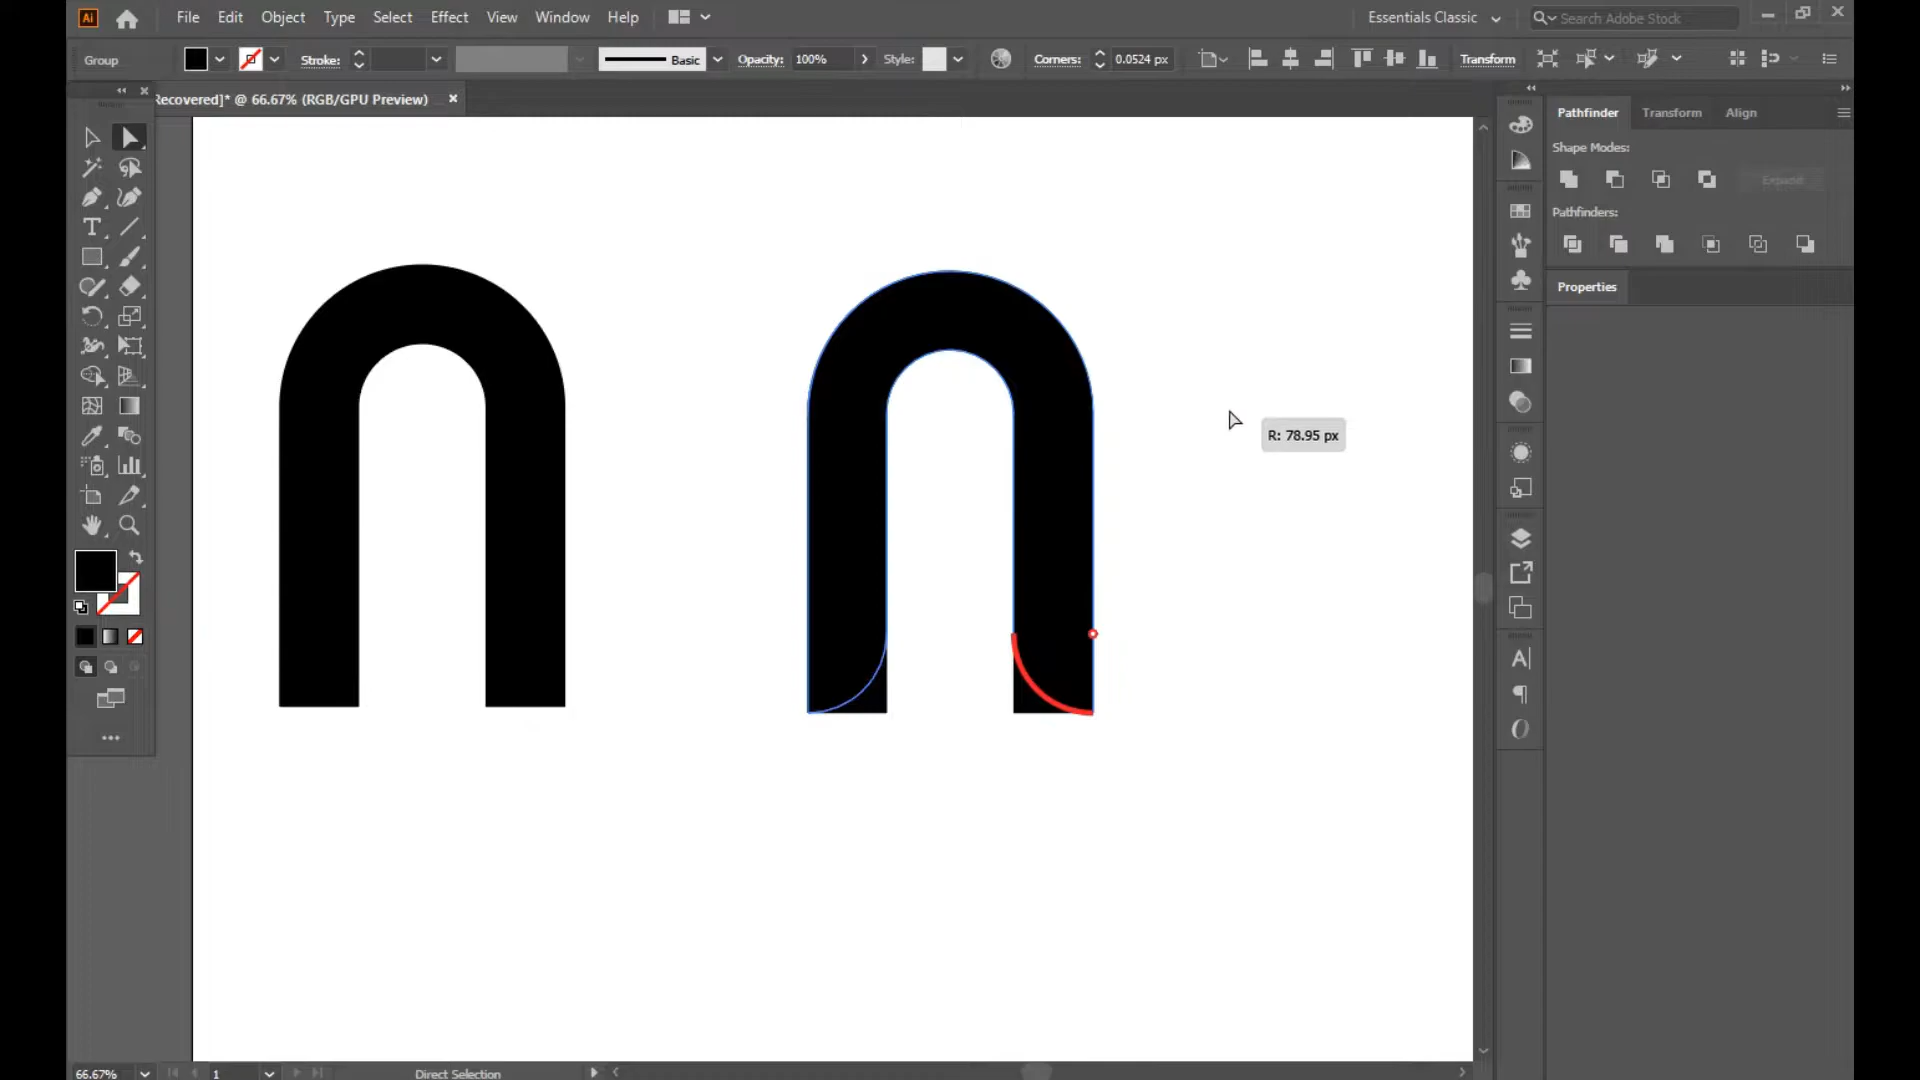 Ai File Edit Object Type Select Effect View Window Help Essentials Classic Search Adobe Stock
Group Stroke: Basic Opacity: 100% Style: Corners: 0.0524 px Transform
Recovered]* @ 66.67% (RGB/GPU Preview)
Pathfinder Transform Align
Shape Modes:
Expand
Pathfinders:
Properties
R: 78.95 px
66.67% 1 Direct Selection